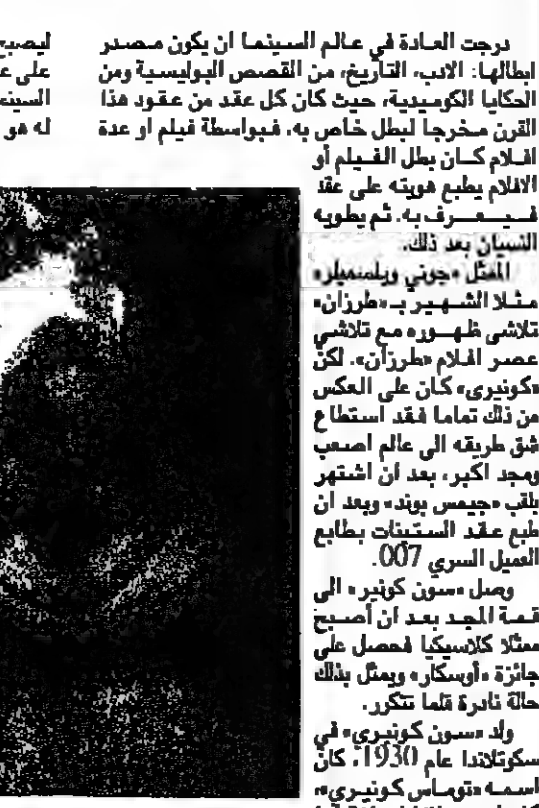 درجت العادة في عالم السينما ان يكون مصدر
ابطالها: الادب، التأريخ، من القصص البوليسية ومن
الحكايا الكوميدية، حيث كان كل عقد من عقود هذا
القرن مخرجا لبطل خاص به، فبواسطة فيلم او عدة
افلام كان بطل الفيلم أو
الافلام يطبع هويته على عقد
فيعرف به. ثم يطويه
النسيان بعد ذلك.
الممثل «جوني ويلسميلر»
مثلا الشهير بـ «طرزان»
تلاشى ظهوره مع تلاشي
عصر افلام «طرزان». لكن
«كونيري» كان على العكس
من ذلك تماما فقد استطاع
شق طريقه الى عالم اصعب
ومجد اكبر، بعد ان اشتهر
بلقب «جيمس بوند» وبعد ان
طبع عقد الستينات بطابع
العميل السري 007.
وصل «سون كونير» الى
قمة المجد بعد ان أصبح
ممثلا كلاسيكيا فحصل على
جائزة «أوسكار» ويمثل بذلك
حالة نادرة قلما تتكرر.
ولد «سون كونيري» في
سكوتلاندا عام 1930، كان
اسمه «توماس كونيري»،
ليصبح
على
السينم
له هو